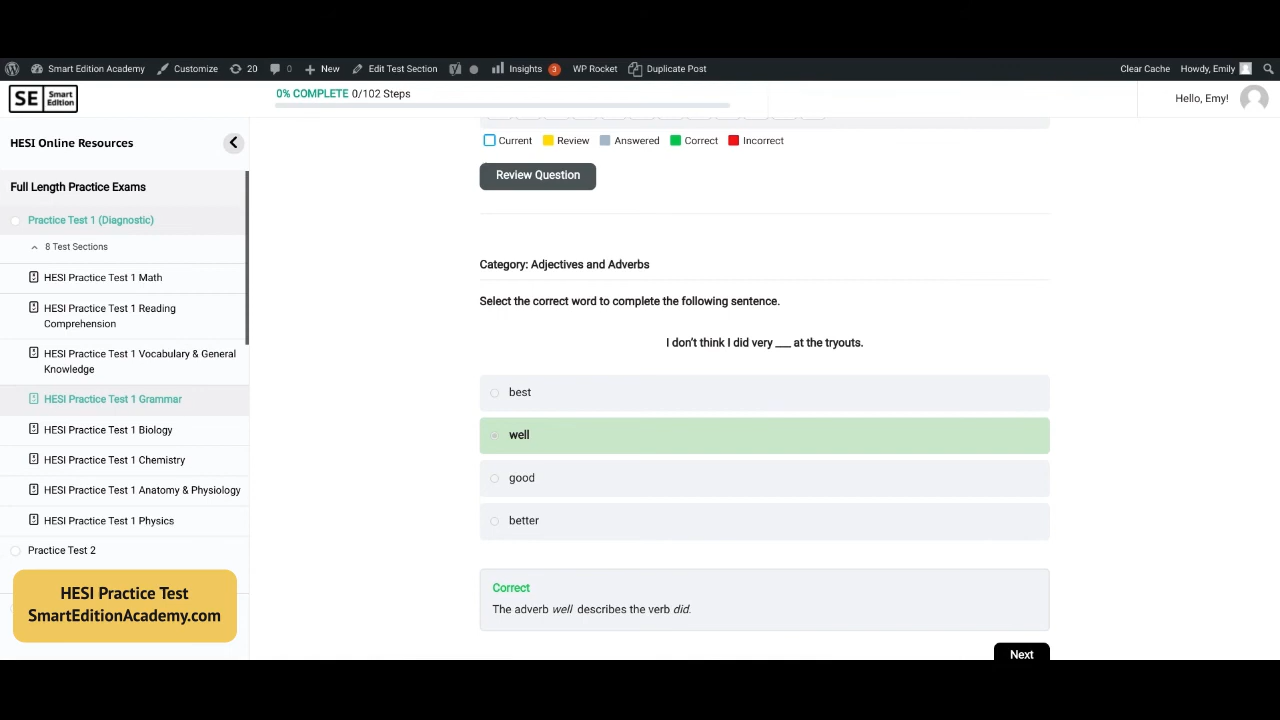 Smart Edition Academy Customize 20 0 New Edit Test Section Insights 3 WP Rocket Duplicate Post Clear Cache Howdy, Emily
SE Smart Edition
0% COMPLETE 0/102 Steps
Hello, Emy!
HESI Online Resources
Full Length Practice Exams
Practice Test 1 (Diagnostic)
8 Test Sections
HESI Practice Test 1 Math
HESI Practice Test 1 Reading
Comprehension
HESI Practice Test 1 Vocabulary & General
Knowledge
HESI Practice Test 1 Grammar
HESI Practice Test 1 Biology
HESI Practice Test 1 Chemistry
HESI Practice Test 1 Anatomy & Physiology
HESI Practice Test 1 Physics
Practice Test 2
HESI Practice Test
SmartEditionAcademy.com
Current Review Answered Correct Incorrect
Review Question
Category: Adjectives and Adverbs
Select the correct word to complete the following sentence.
I don't think I did very ___ at the tryouts.
best
well
good
better
Correct
The adverb well describes the verb did.
Next